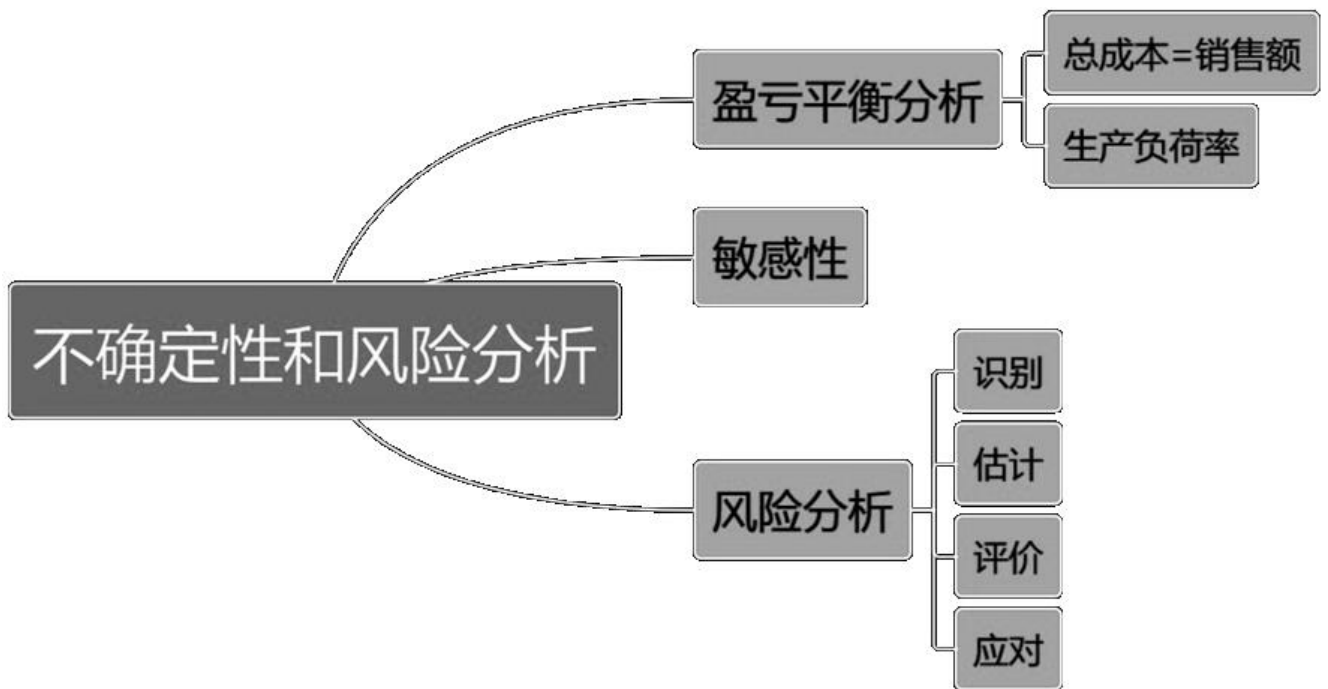 不确定性和风险分析
盈亏平衡分析
总成本=销售额
生产负荷率
敏感性
风险分析
识别
估计
评价
应对